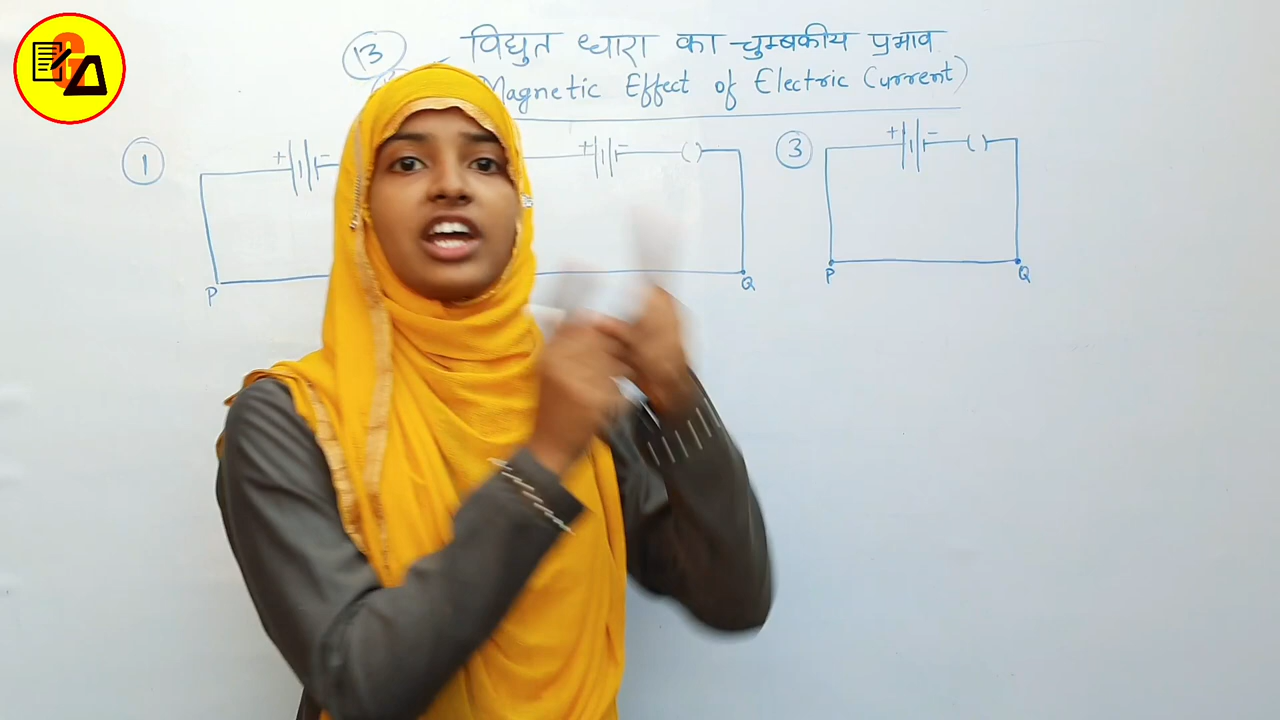 13 विद्युत धारा का चुम्बकीय प्रभाव
Magnetic Effect of Electric Current)
1 + - + - ( ) 3 + - ( )
P Q P Q